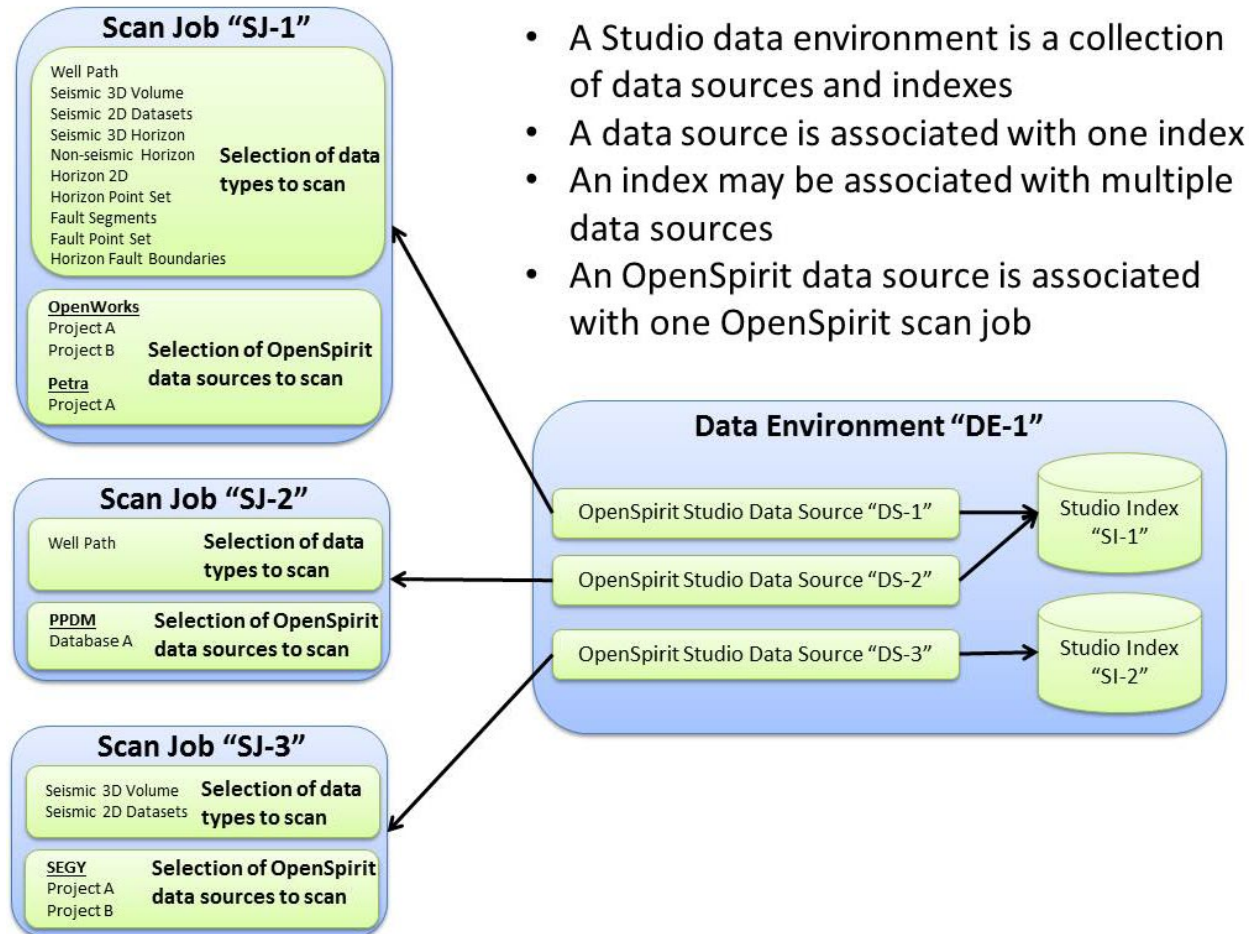 Scan Job “SJ-1”
Well Path
Seismic 3D Volume
Seismic 2D Datasets
Seismic 3D Horizon
Non-seismic Horizon
Horizon 2D
Horizon Point Set
Fault Segments
Fault Point Set
Horizon Fault Boundaries
Selection of data
types to scan
OpenWorks
Project A
Project B
Petra
Project A
Selection of OpenSpirit
data sources to scan
• A Studio data environment is a collection
of data sources and indexes
• A data source is associated with one index
• An index may be associated with multiple
data sources
• An OpenSpirit data source is associated
with one OpenSpirit scan job
Scan Job “SJ-2”
Well Path
Selection of data
types to scan
PPDM
Database A
Selection of OpenSpirit
data sources to scan
Data Environment “DE-1”
OpenSpirit Studio Data Source “DS-1”
OpenSpirit Studio Data Source “DS-2”
OpenSpirit Studio Data Source “DS-3”
Studio Index
“SI-1”
Studio Index
“SI-2”
Scan Job “SJ-3”
Seismic 3D Volume
Seismic 2D Datasets
Selection of data
types to scan
SEGY
Project A
Project B
Selection of OpenSpirit
data sources to scan